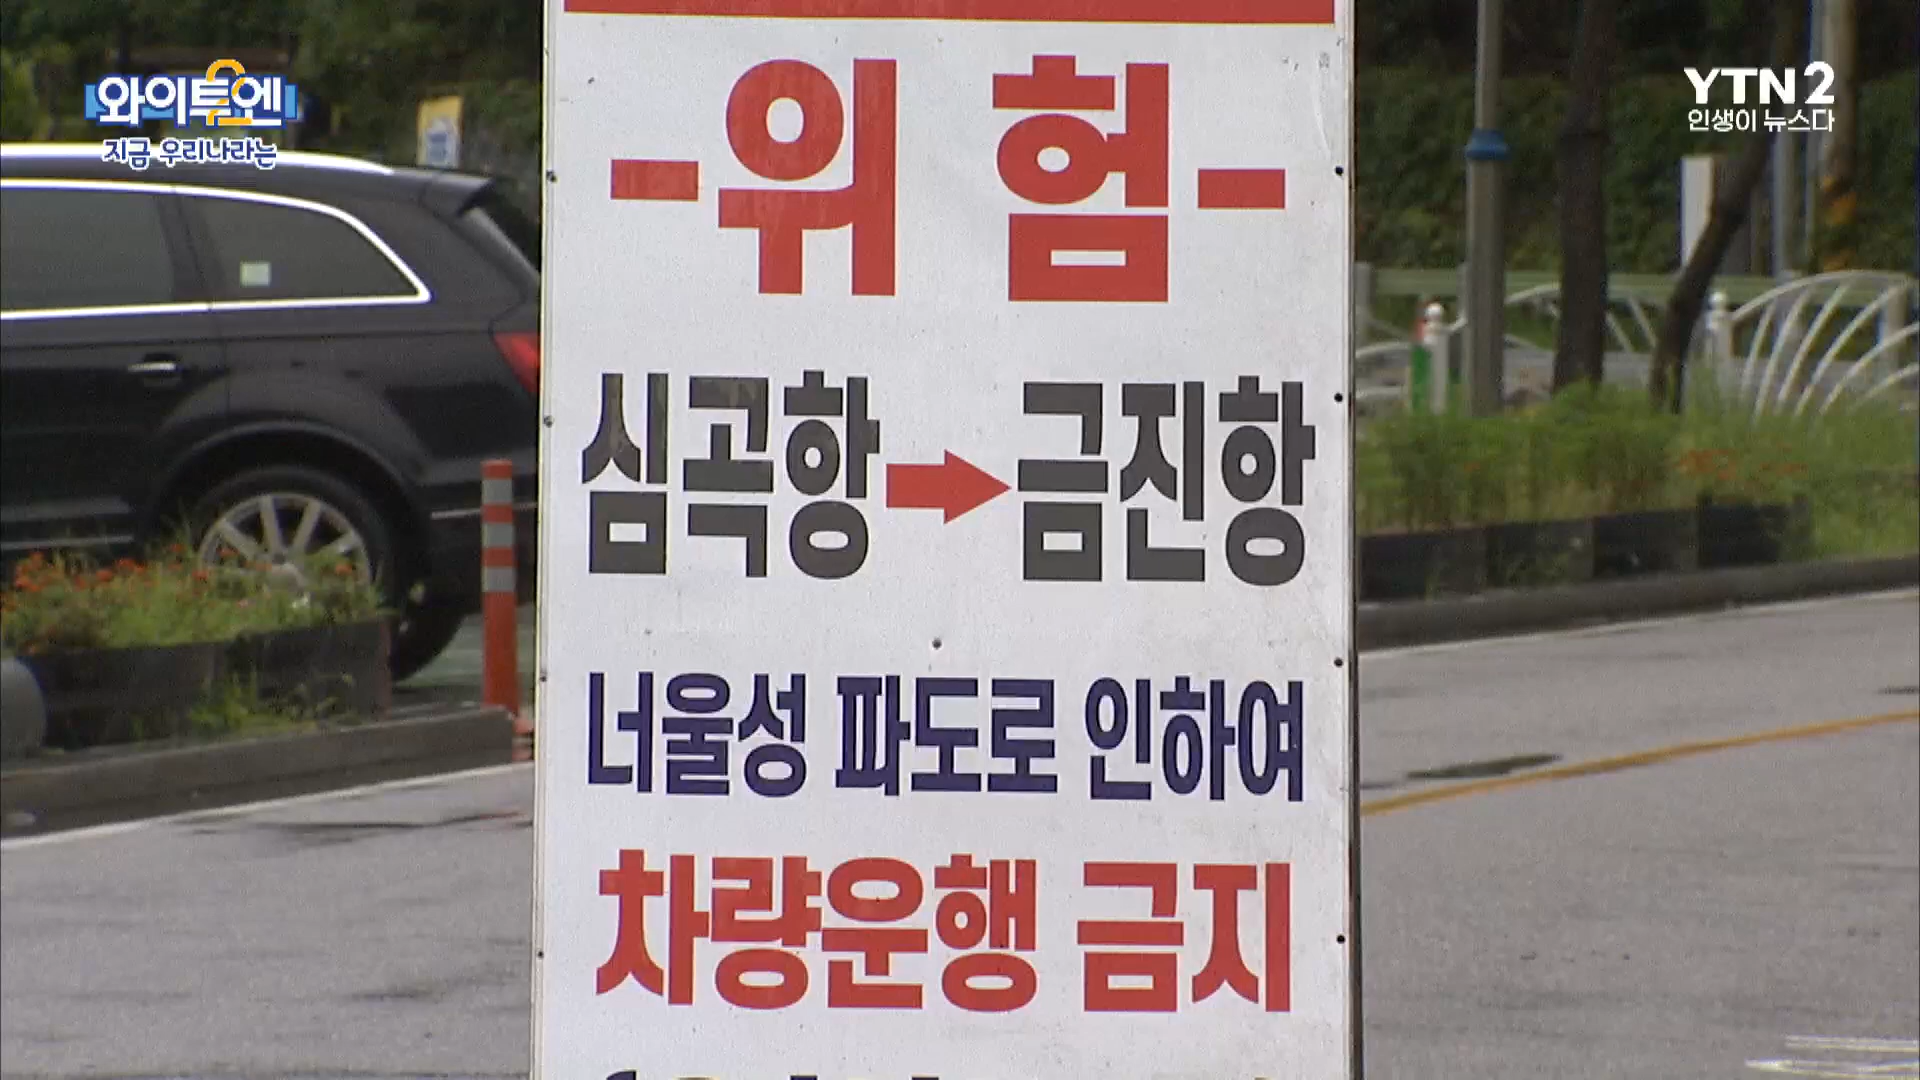 와이투엔
지금 우리나라는
YTN2
인생이 뉴스다
-위 험-
심곡항→금진항
너울성 파도로 인하여
차량운행 금지